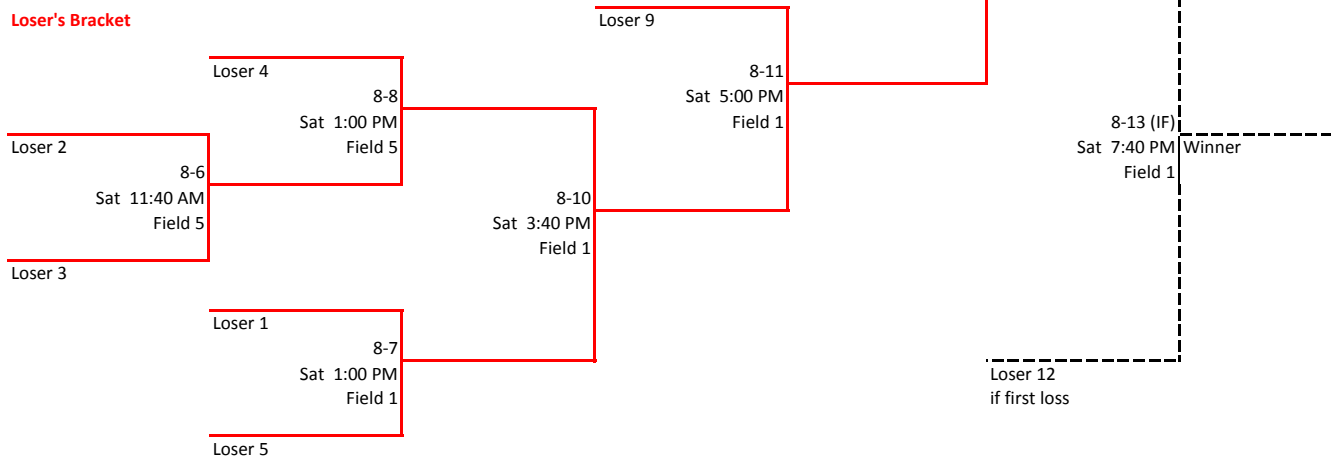 Loser's Bracket
Loser 9
Loser 4
8-11
Sat  5:00 PM
Field 1
8-8
Sat  1:00 PM
Field 5
8-13 (IF)
Sat  7:40 PM Winner
Field 1
Loser 2
8-6
Sat  11:40 AM
Field 5
8-10
Sat  3:40 PM
Field 1
Loser 3
Loser 1
8-7
Sat  1:00 PM
Field 1
Loser 12
if first loss
Loser 5